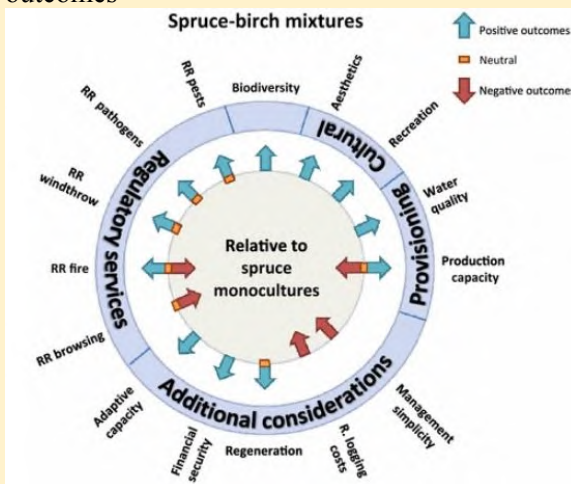 outcomes
Spruce-birch mixtures
Positive outcomes
Neutral
Negative outcome
Biodiversity
Aesthetics
Recreation
Water
quality
Production
capacity
Management
simplicity
R. logging
costs
Regeneration
Financial
security
Adaptive
capacity
RR browsing
RR fire
RR
windthrow
RR pathogens
RR pests
Cultural
Provisioning
Additional considerations
Regulatory services
Relative to
spruce
monocultures